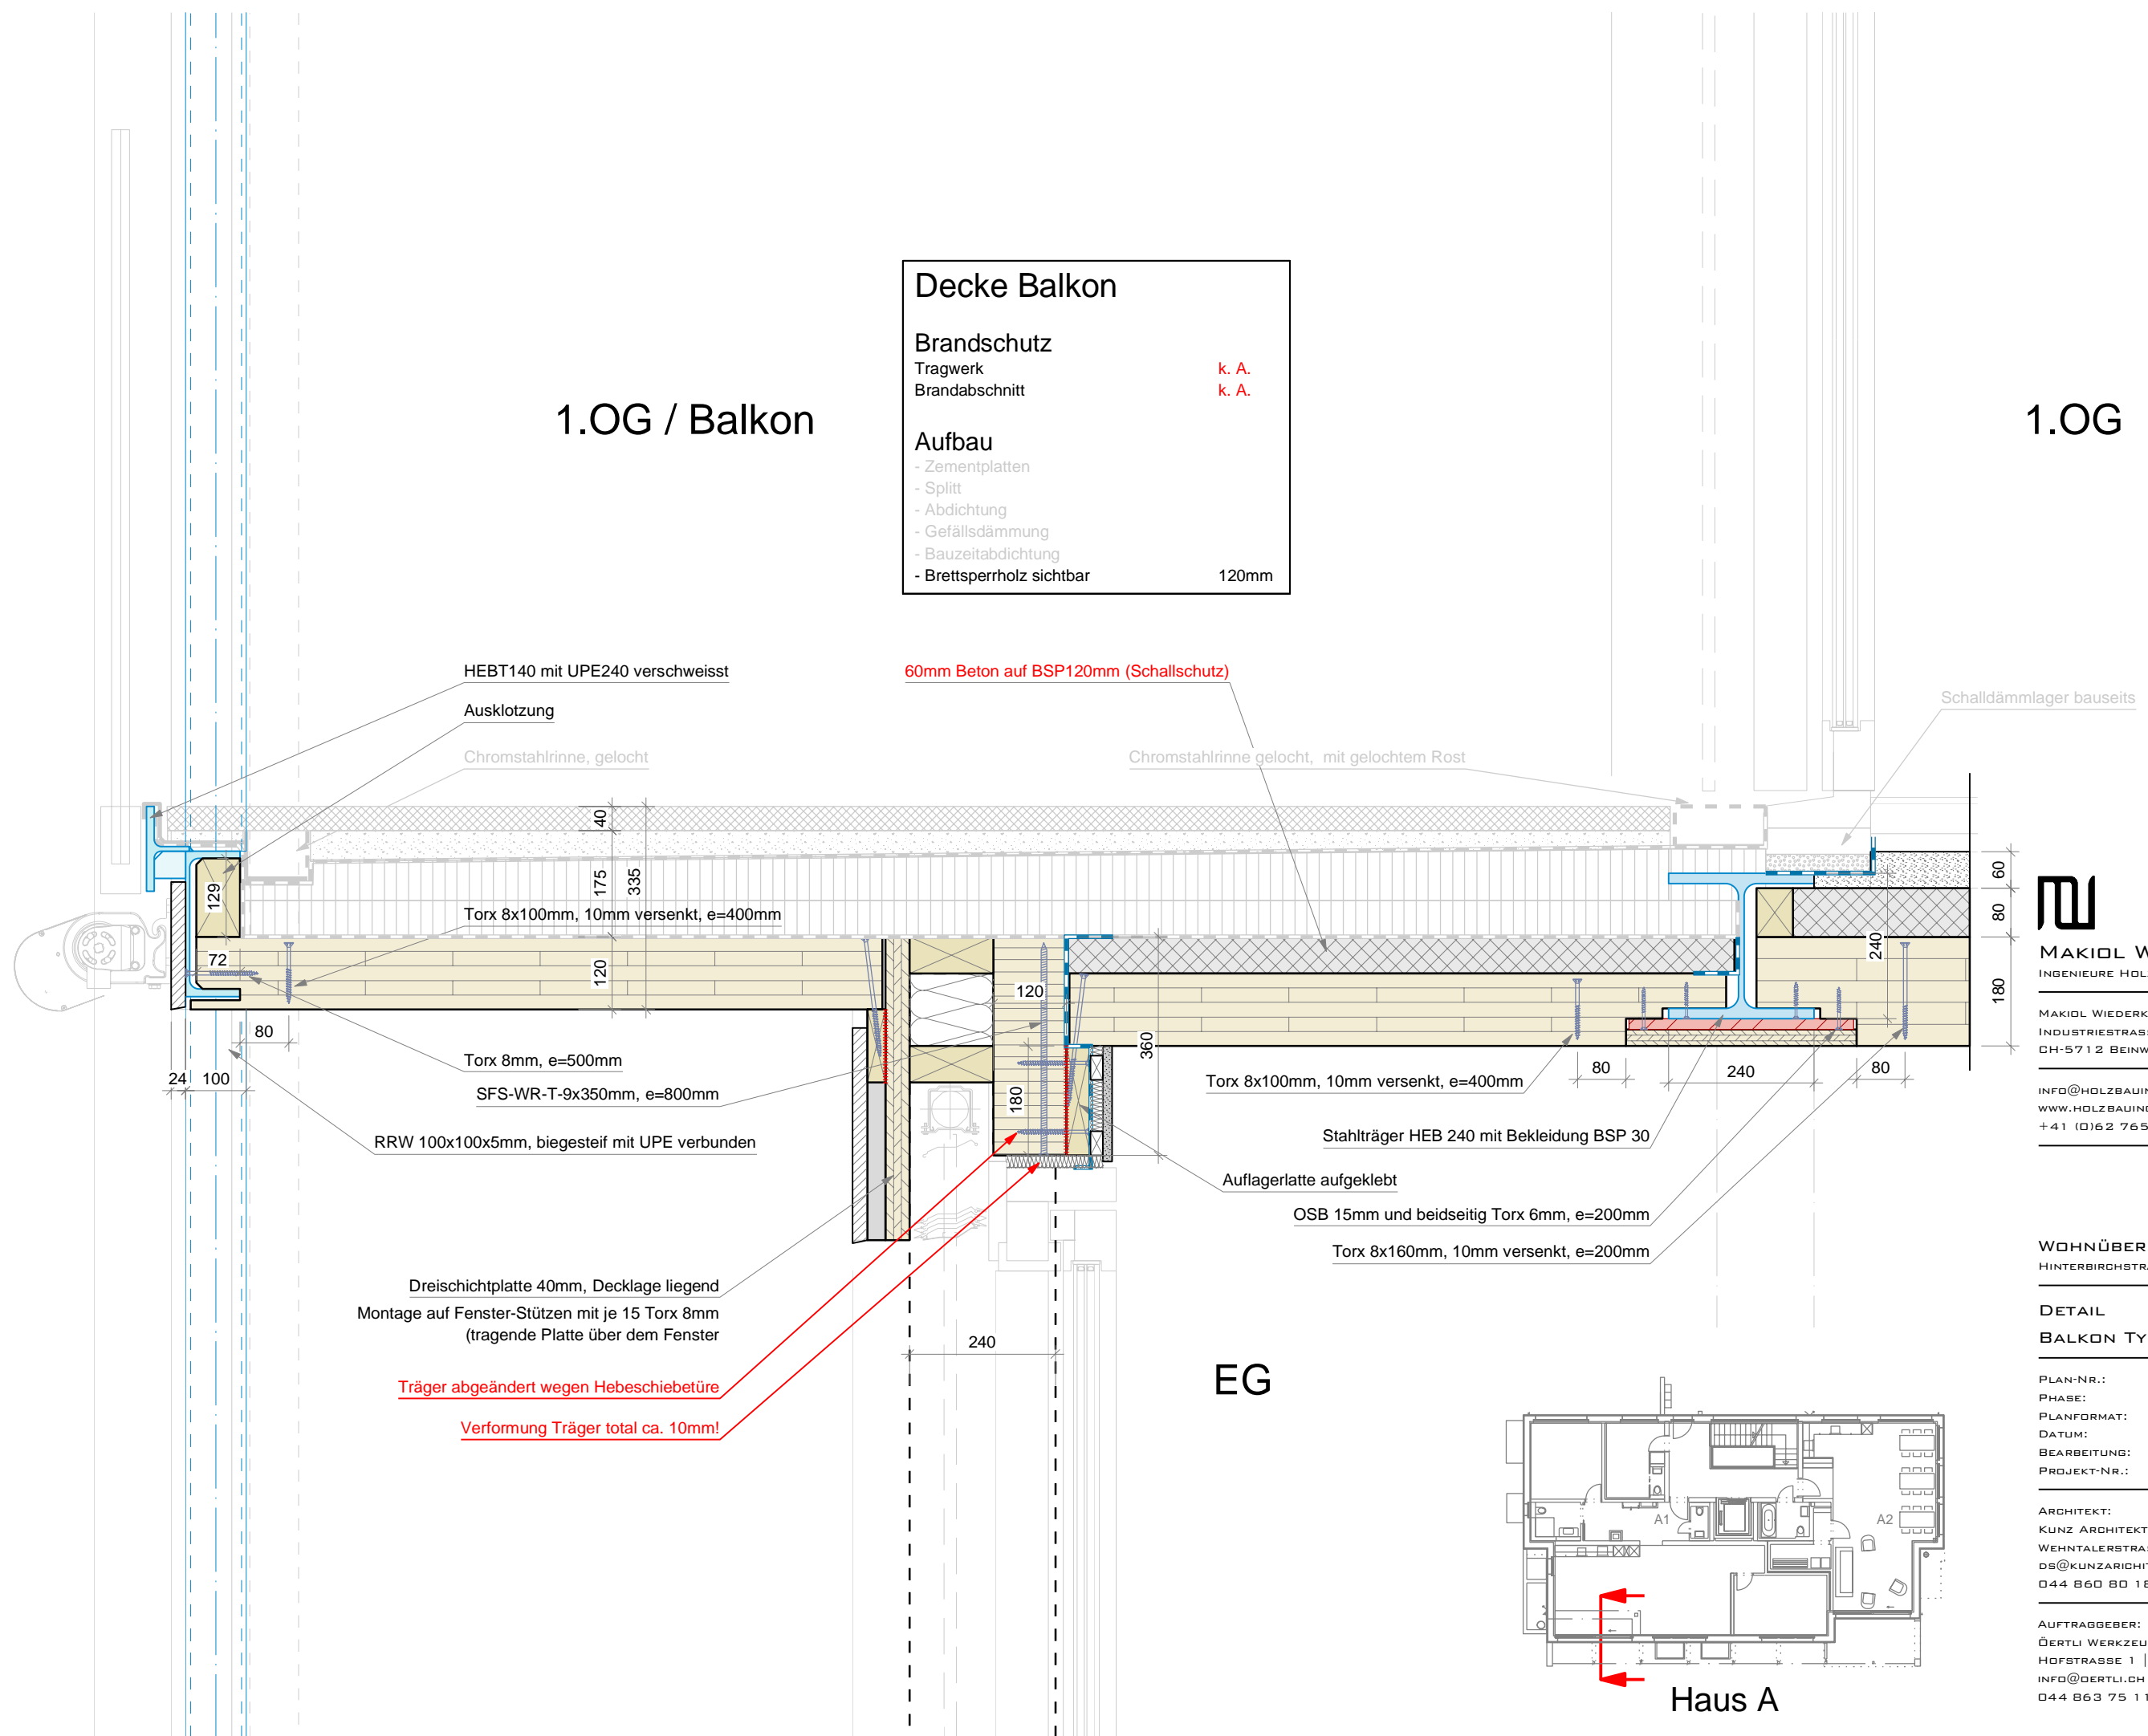 Decke Balkon
Brandschutz
Tragwerk k. A.
Brandabschnitt k. A.
Aufbau
- Zementplatten
- Splitt
- Abdichtung
- Gefällsdämmung
- Bauzeitabdichtung
- Brettsperrholz sichtbar 120mm
1.OG / Balkon
1.OG
HEBT140 mit UPE240 verschweisst
60mm Beton auf BSP120mm (Schallschutz)
Ausklotzung
Schalldämmlager bauseits
Chromstahlrinne, gelocht
Chromstahlrinne gelocht, mit gelochtem Rost
40
175
335
129
Torx 8x100mm, 10mm versenkt, e=400mm
72
120
120
240
60
80
180
80
24
100
Torx 8mm, e=500mm
SFS-WR-T-9x350mm, e=800mm
RRW 100x100x5mm, biegesteif mit UPE verbunden
180
360
Torx 8x100mm, 10mm versenkt, e=400mm
80
240
80
Stahlträger HEB 240 mit Bekleidung BSP 30
Auflagerlatte aufgeklebt
OSB 15mm und beidseitig Torx 6mm, e=200mm
Torx 8x160mm, 10mm versenkt, e=200mm
Dreischichtplatte 40mm, Decklage liegend
Montage auf Fenster-Stützen mit je 15 Torx 8mm
(tragende Platte über dem Fenster
240
Träger abgeändert wegen Hebeschiebetüre
Verformung Träger total ca. 10mm!
EG
A1
A2
Haus A
MAKIOL W
INGENIEURE HOL
MAKIOL WIEDERK
INDUSTRIESTRAS
CH-5712 BEINW
INFO@HOLZBAUIN
WWW.HOLZBAUING
+41 (0)62 765
WOHNÜBER
HINTERBIRCHSTR
DETAIL
BALKON TY
PLAN-NR.:
PHASE:
PLANFORMAT:
DATUM:
BEARBEITUNG:
PROJEKT-NR.:
ARCHITEKT:
KUNZ ARCHITEKT
WEHNTALERSTRA
DS@KUNZARICHI
044 860 80 18
AUFTRAGGEBER:
ÖERTLI WERKZEU
HOFSTRASSE 1 |
INFO@OERTLI.CH
044 863 75 11